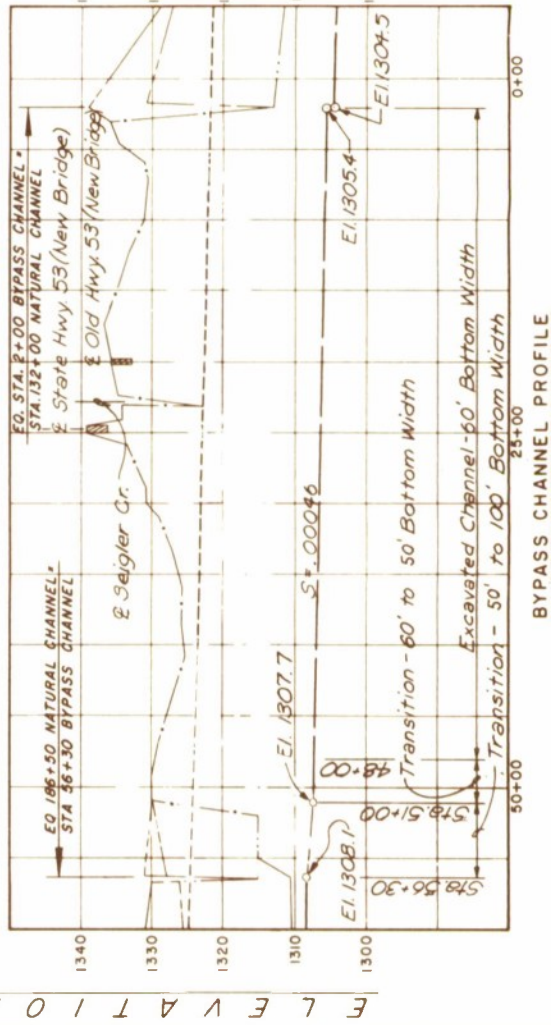 EQ 186+50 NATURAL CHANNEL =
STA 56+30 BYPASS CHANNEL
EQ. STA. 2+00 BYPASS CHANNEL =
STA. 132+00 NATURAL CHANNEL
℄ State Hwy. 53 (New Bridge)
℄ Old Hwy. 53 (New Bridge)
℄ Seigler Cr.
1340
1330
1320
1310
1300
ELLEVATIO
El. 1308.1
El. 1307.7
S = .00046
El. 1305.4
El. 1304.5
Sta 56+30
Sta. 51+00
48+00
Transition - 60' to 50' Bottom Width
Excavated Channel - 60' Bottom Width
Transition - 50' to 100' Bottom Width
50+00
25+00
0+00
BYPASS CHANNEL PROFILE